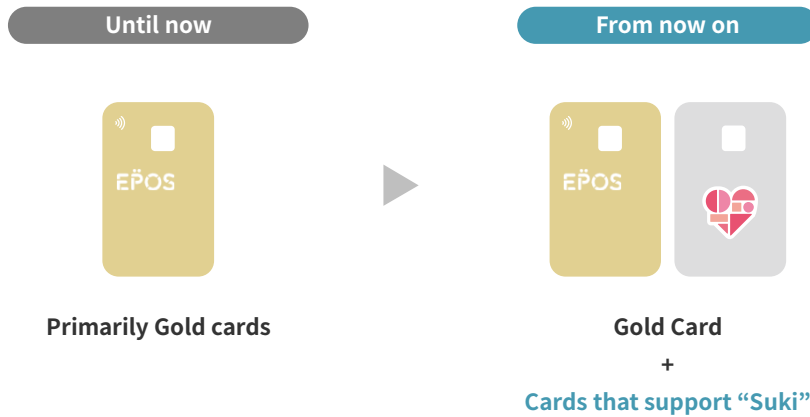 Until now
From now on
EPOS
EPOS
Primarily Gold cards
Gold Card
+
Cards that support “Suki”